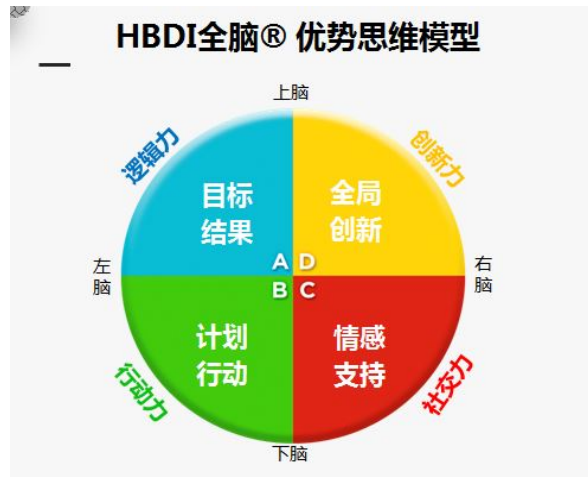 HBDI全脑® 优势思维模型
上脑
逻辑力
创新力
目标
结果
全局
创新
A D
左
脑
右
脑
B C
计划
行动
情感
支持
行动力
社交力
下脑